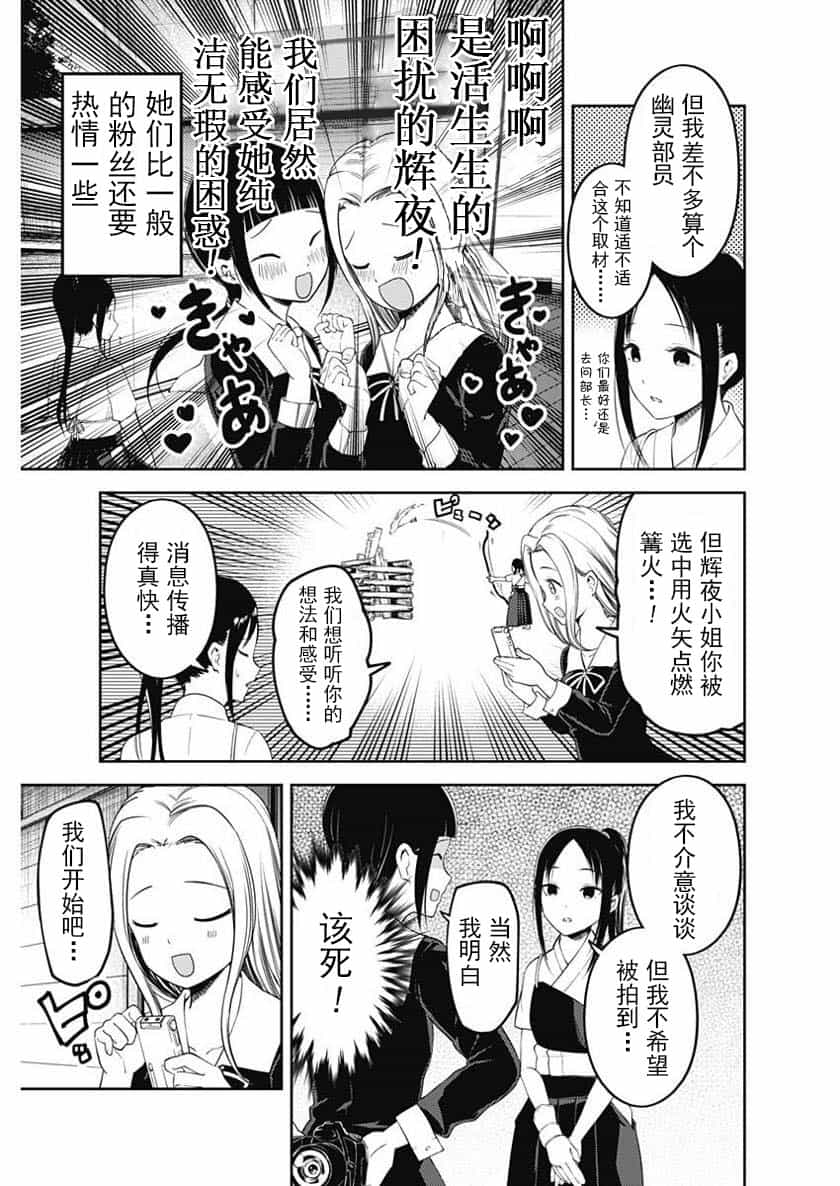 但我差不多算个
幽灵部员
不知道适不适
合这个取材……
你们最好还是
去问部长…
啊啊啊
是活生生的
困扰的辉夜！
我们居然
能感受她纯
洁无瑕的困惑！
她们比一般
的粉丝还要
热情一些
きゃあ
きゃあ
但辉夜小姐你被
选中用火矢点燃
篝火…！
ピューン
我们想听听你的
想法和感受……
消息传播
得真快…
我不介意谈谈
但我不希望
被拍到…
当然
我明白
该死！
我们开始吧…
ピッ